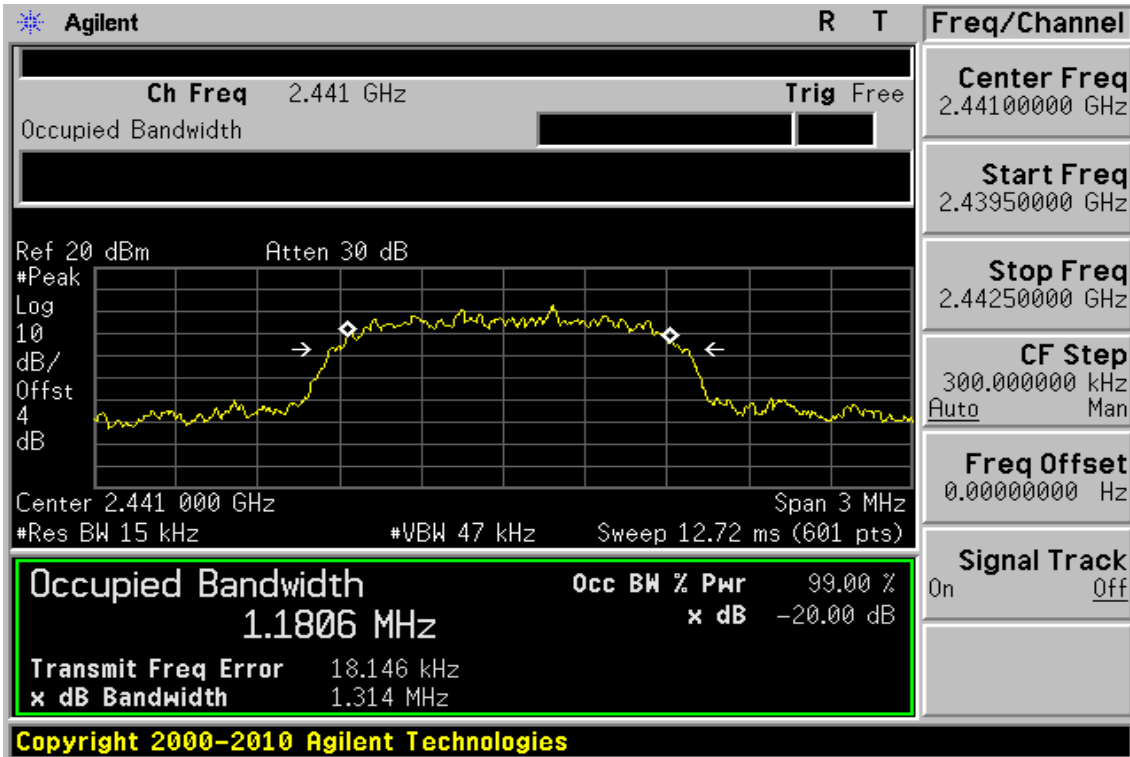 Agilent R T
Freq/Channel
Ch Freq 2.441 GHz Trig Free
Occupied Bandwidth
Center Freq
2.44100000 GHz
Start Freq
2.43950000 GHz
Stop Freq
2.44250000 GHz
CF Step
300.000000 kHz
Auto Man
Freq Offset
0.00000000 Hz
Signal Track
On Off
Ref 20 dBm Atten 30 dB
#Peak
Log
10
dB/
Offst
4
dB
Center 2.441 000 GHz Span 3 MHz
#Res BW 15 kHz #VBW 47 kHz Sweep 12.72 ms (601 pts)
Occupied Bandwidth
1.1806 MHz
Occ BW % Pwr 99.00 %
x dB -20.00 dB
Transmit Freq Error 18.146 kHz
x dB Bandwidth 1.314 MHz
Copyright 2000-2010 Agilent Technologies